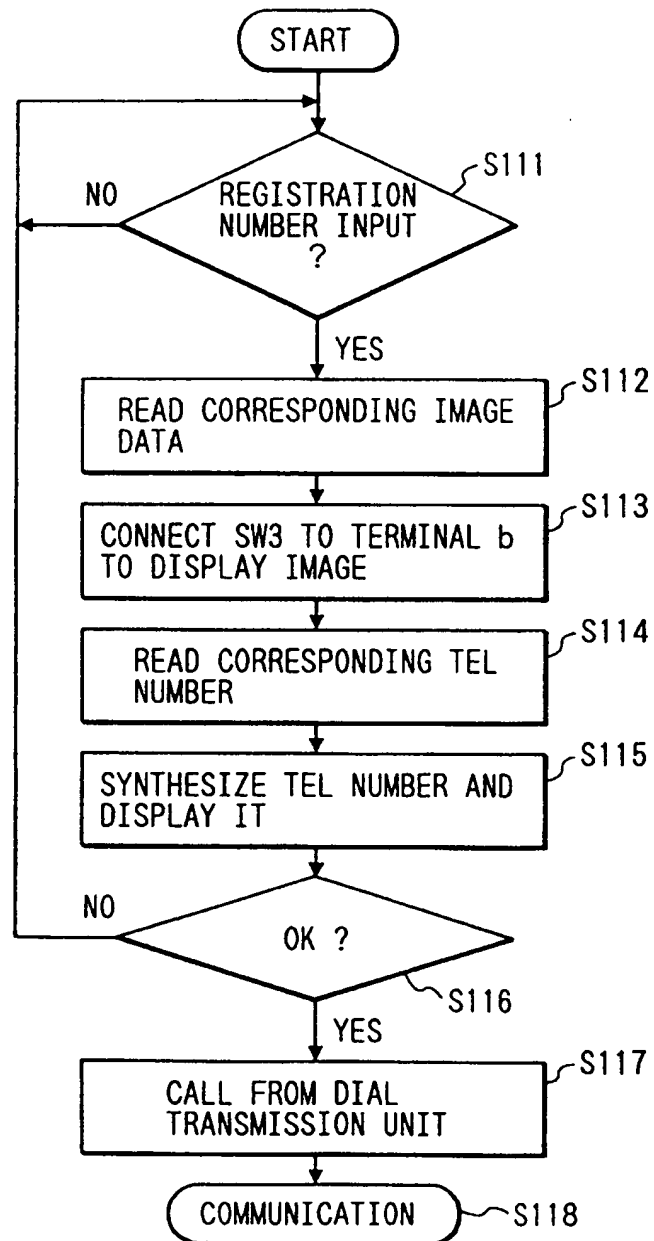 START
S111
NO
REGISTRATION
NUMBER INPUT
?
YES
S112
READ CORRESPONDING IMAGE
DATA
S113
CONNECT SW3 TO TERMINAL b
TO DISPLAY IMAGE
S114
READ CORRESPONDING TEL
NUMBER
S115
SYNTHESIZE TEL NUMBER AND
DISPLAY IT
NO
OK ?
S116
YES
S117
CALL FROM DIAL
TRANSMISSION UNIT
COMMUNICATION
S118